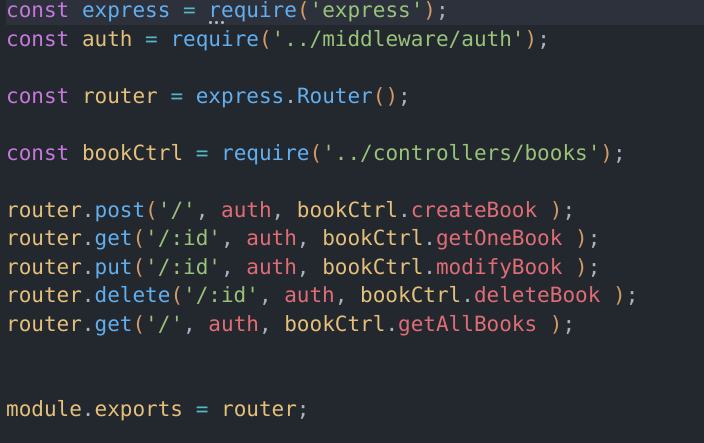 const express = require('express');
const auth = require('../middleware/auth');
const router = express.Router();
const bookCtrl = require('../controllers/books');
router.post('/', auth, bookCtrl.createBook );
router.get('/:id', auth, bookCtrl.getOneBook );
router.put('/:id', auth, bookCtrl.modifyBook );
router.delete('/:id', auth, bookCtrl.deleteBook );
router.get('/', auth, bookCtrl.getAllBooks );
module.exports = router;